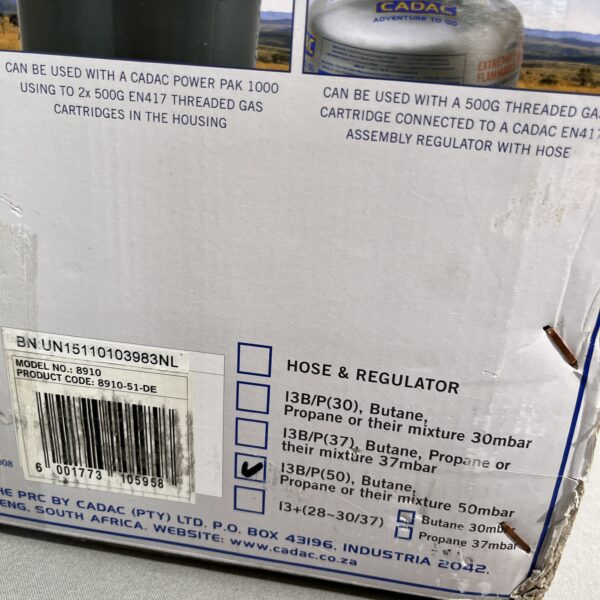 CADAC
ADVENTURE TO GO
EXTREMELY
FLAMMABLE
CAN BE USED WITH A CADAC POWER PAK 1000
USING TO 2x 500G EN417 THREADED GAS
CARTRIDGES IN THE HOUSING
CAN BE USED WITH A 500G THREADED GAS
CARTRIDGE CONNECTED TO A CADAC EN417
ASSEMBLY REGULATOR WITH HOSE
BN UN15110103983NL
MODEL NO.: 8910
PRODUCT CODE: 8910-51-DE
6 001773 105958
008
HOSE & REGULATOR
I3B/P(30), Butane,
Propane or their mixture 30mbar
I3B/P(37), Butane, Propane or
their mixture 37mbar
I3B/P(50), Butane,
Propane or their mixture 50mbar
I3+(28~30/37)
Butane 30mbar
Propane 37mbar
HE PRC BY CADAC (PTY) LTD. P.O. BOX 43196, INDUSTRIA 2042,
ENG, SOUTH AFRICA. WEBSITE: www.cadac.co.za